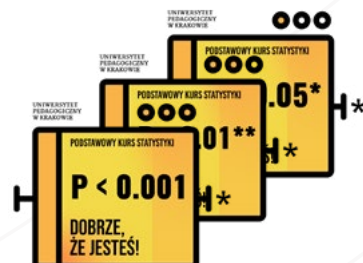 UNIWERSYTET
PEDAGOGICZNY
W KRAKOWIE
PODSTAWOWY KURS STATYSTYKI
.05*
*
UNIWERSYTET
PEDAGOGICZNY
W KRAKOWIE
PODSTAWOWY KURS STATYSTYKI
01**
*
UNIWERSYTET
PEDAGOGICZNY
W KRAKOWIE
PODSTAWOWY KURS STATYSTYKI
P < 0.001
*
DOBRZE,
ŻE JESTEŚ!